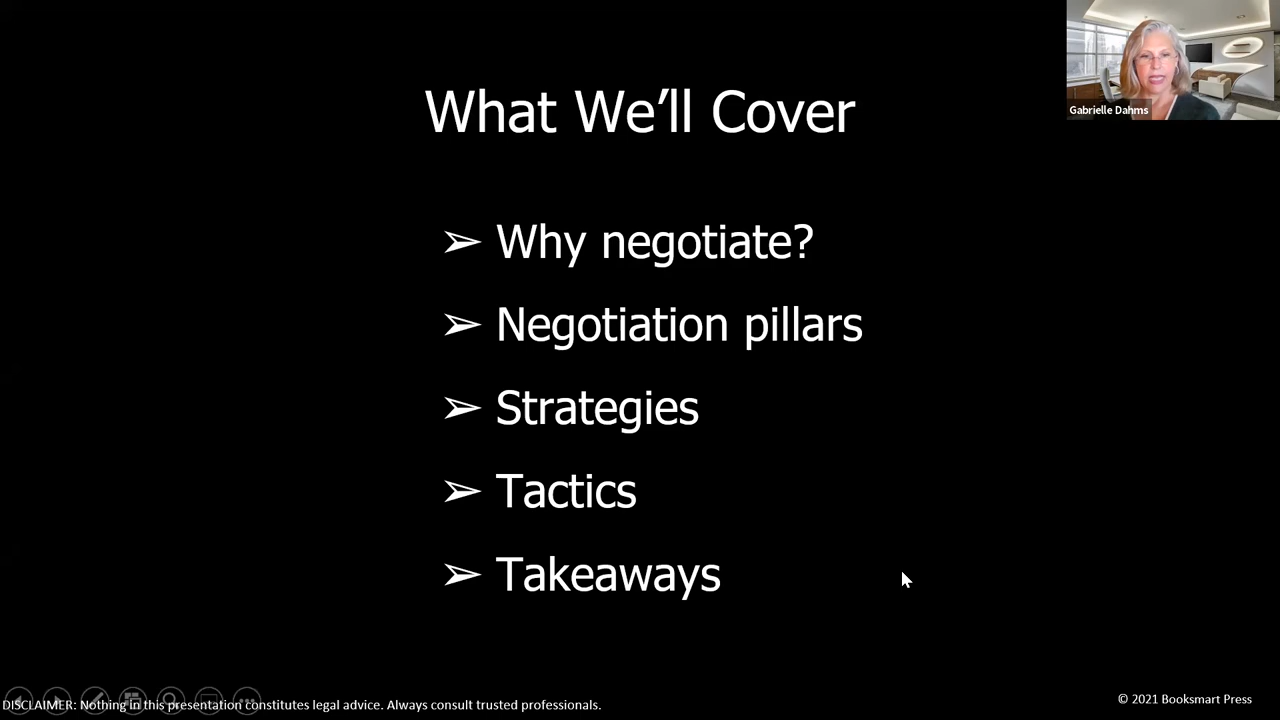 What We’ll Cover
Gabrielle Dahms
➢ Why negotiate?
➢ Negotiation pillars
➢ Strategies
➢ Tactics
➢ Takeaways
DISCLAIMER: Nothing in this presentation constitutes legal advice. Always consult trusted professionals.
© 2021 Booksmart Press